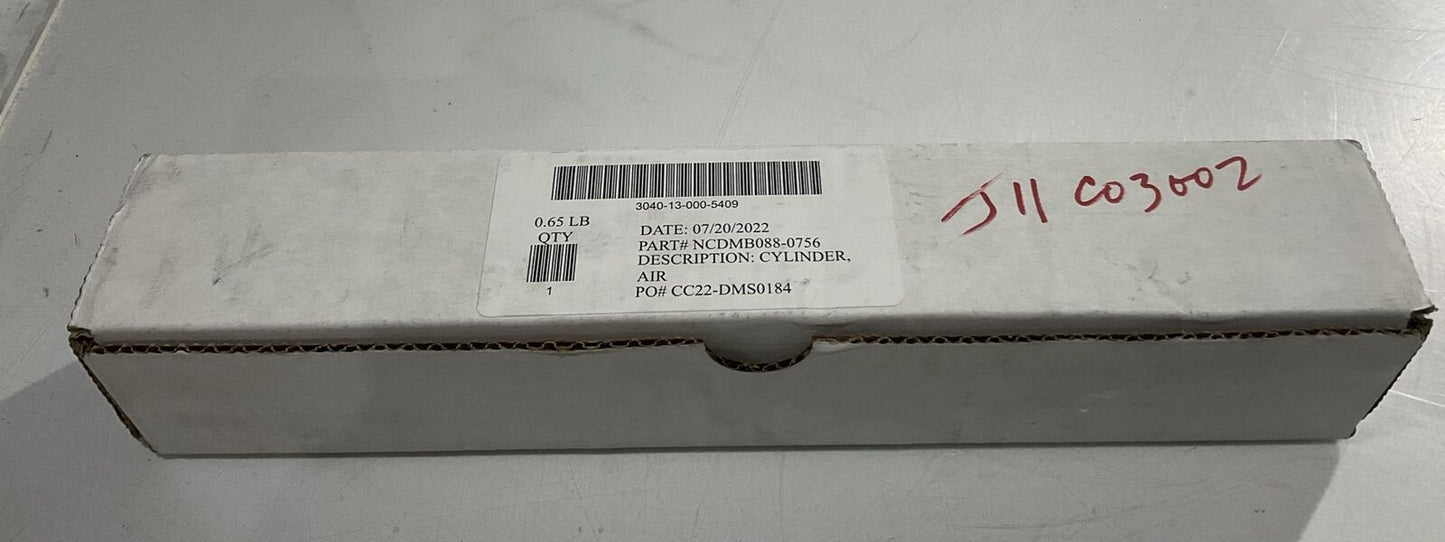 3040-13-000-5409
0.65 LB
QTY
1
DATE: 07/20/2022
PART# NCDMB088-0756
DESCRIPTION: CYLINDER,
AIR
PO# CC22-DMS0184
J11 C03002